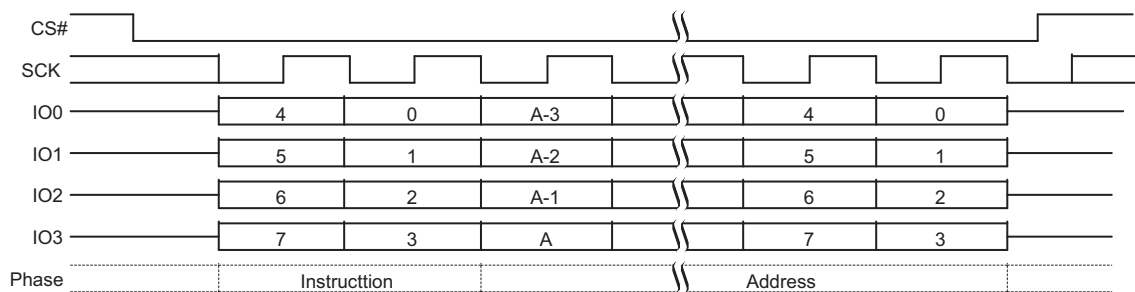 CS#
SCK
IO0 4 0 A-3 4 0
IO1 5 1 A-2 5 1
IO2 6 2 A-1 6 2
IO3 7 3 A 7 3
Phase Instructtion Address